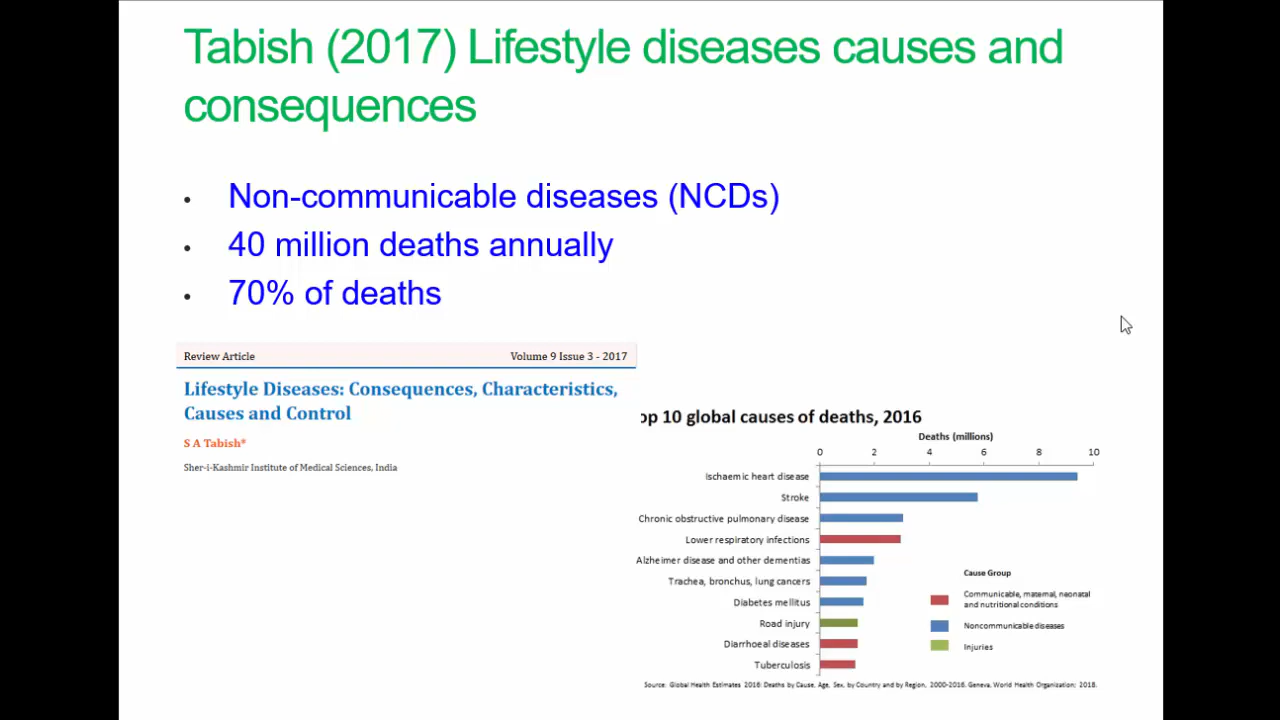 Tabish (2017) Lifestyle diseases causes and
consequences
• Non-communicable diseases (NCDs)
• 40 million deaths annually
• 70% of deaths
Review Article Volume 9 Issue 3 - 2017
Lifestyle Diseases: Consequences, Characteristics,
Causes and Control
S A Tabish*
Sher-i-Kashmir Institute of Medical Sciences, India
op 10 global causes of deaths, 2016
Deaths (millions)
0 2 4 6 8 10
Ischaemic heart disease
Stroke
Chronic obstructive pulmonary disease
Lower respiratory infections
Alzheimer disease and other dementias
Trachea, bronchus, lung cancers
Diabetes mellitus
Road injury
Diarrhoeal diseases
Tuberculosis
Cause Group
Communicable, maternal, neonatal
and nutritional conditions
Noncommunicable diseases
Injuries
Source: Global Health Estimates 2016: Deaths by Cause, Age, Sex, by Country and by Region, 2000-2016. Geneva, World Health Organization; 2018.